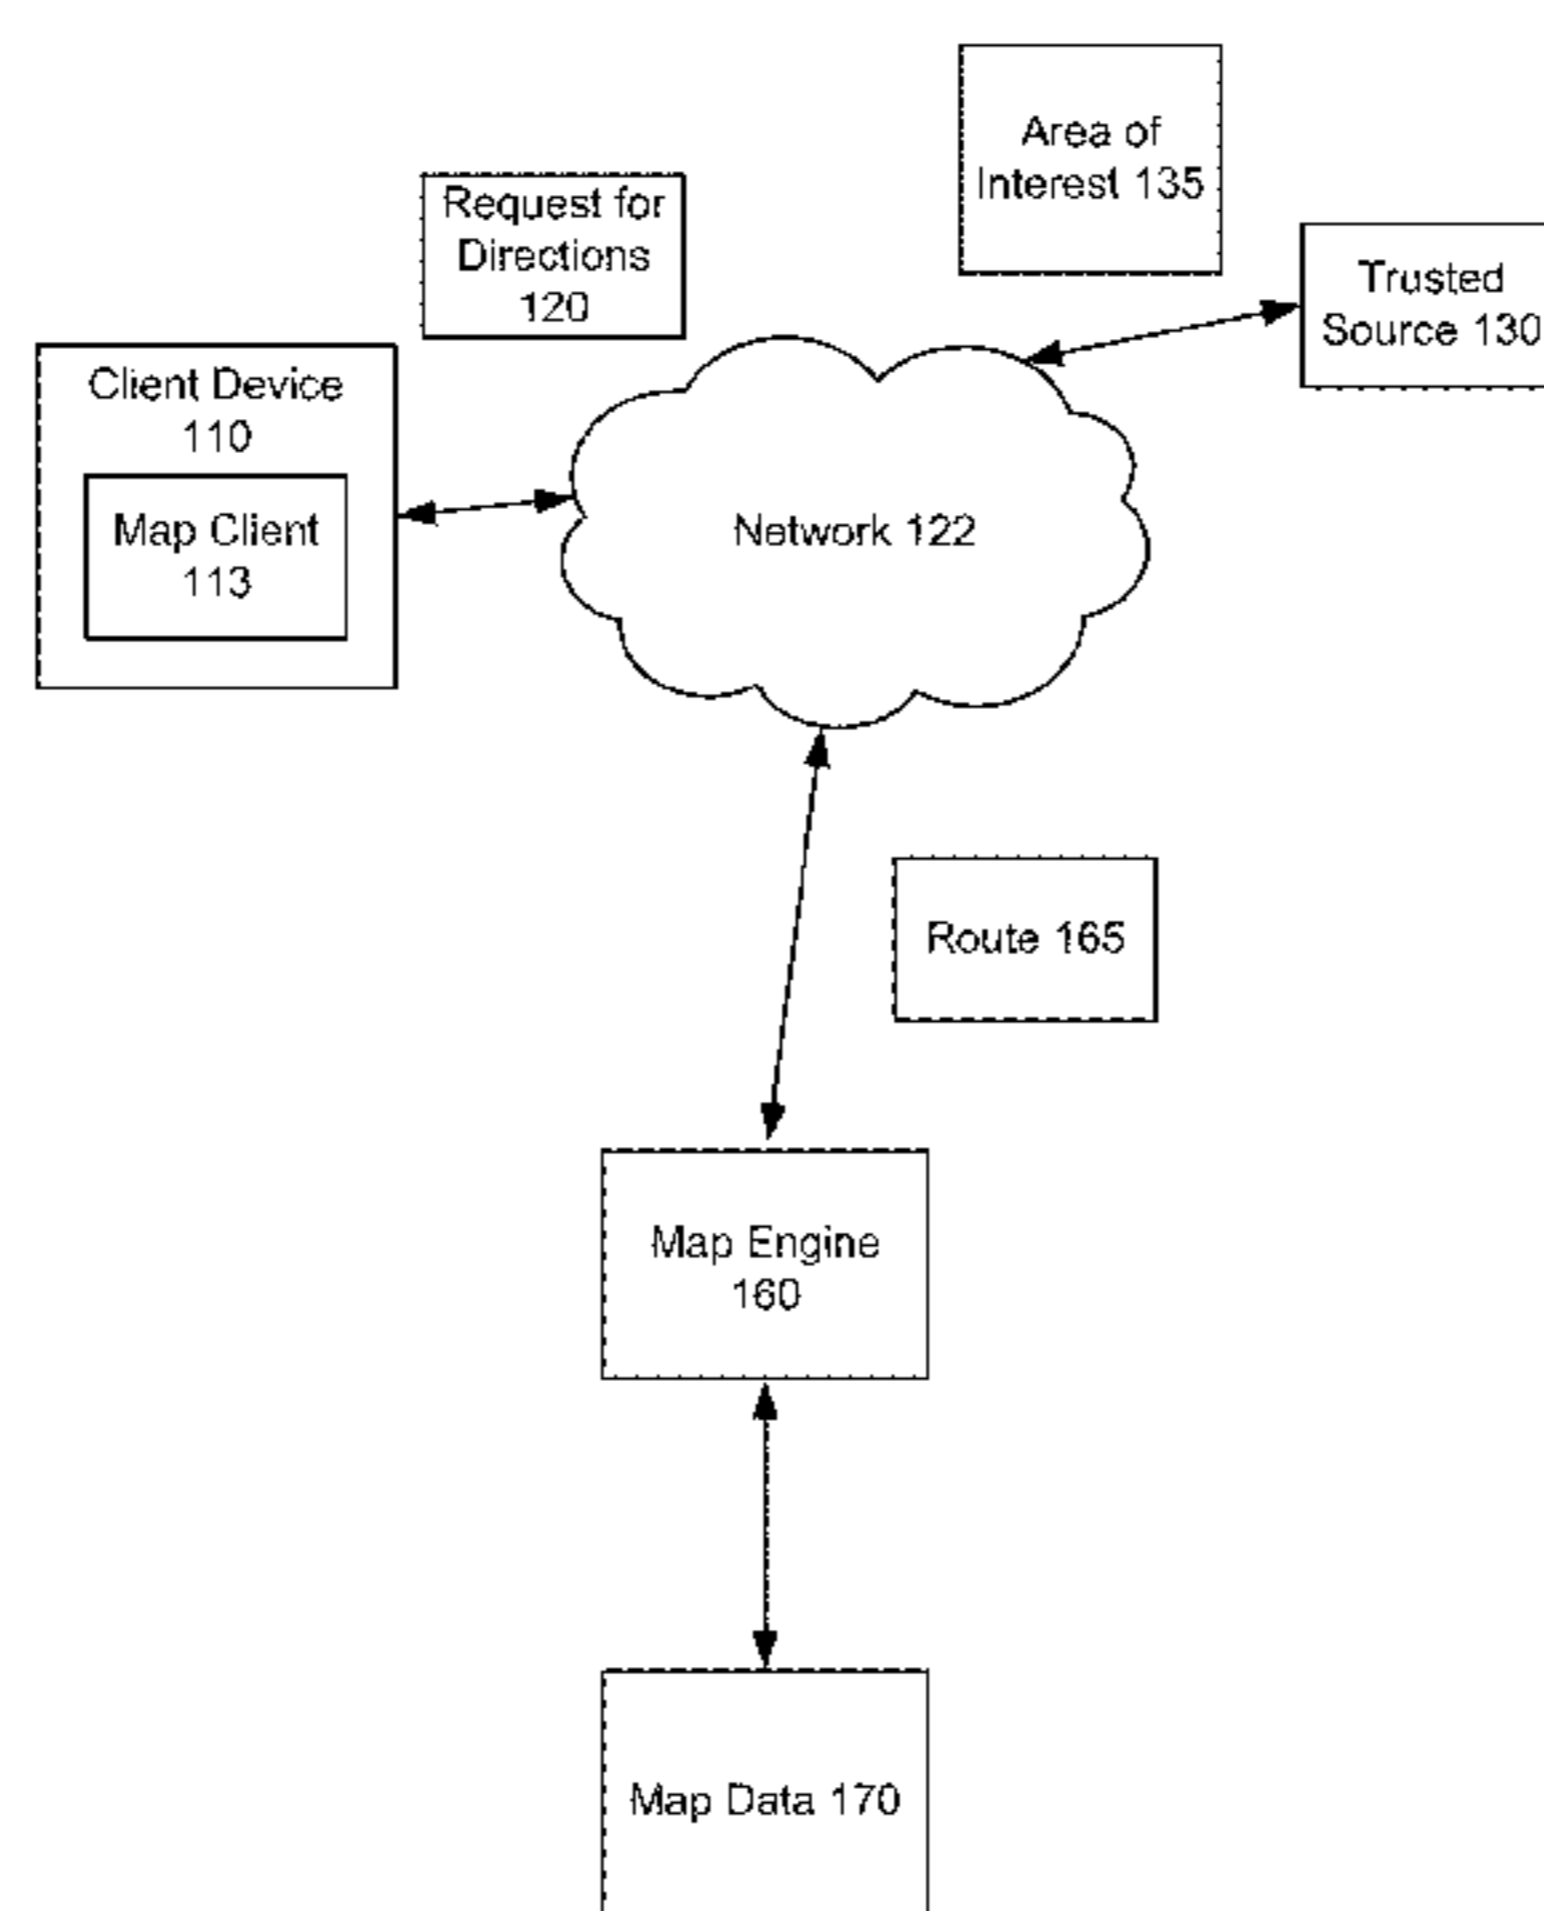 Area of
Interest 135
Request for
Directions
120
Trusted
Source 130
Client Device
110
Map Client
113
Network 122
Route 165
Map Engine
160
Map Data 170